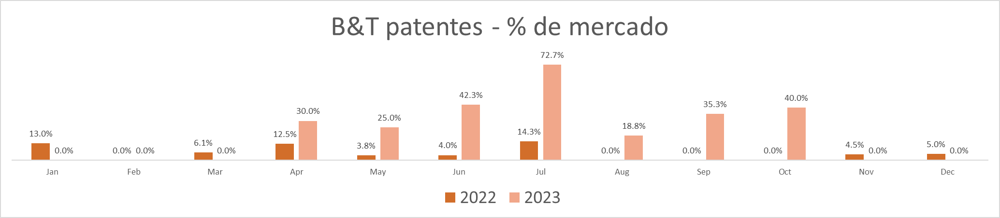 B&T patentes - % de mercado
13.0% 0.0% 0.0% 0.0% 6.1% 0.0% 12.5% 30.0% 3.8% 25.0% 4.0% 42.3% 14.3% 72.7% 0.0% 18.8% 0.0% 35.3% 0.0% 40.0% 4.5% 0.0% 5.0% 0.0%
Jan Feb Mar Apr May Jun Jul Aug Sep Oct Nov Dec
2022 2023